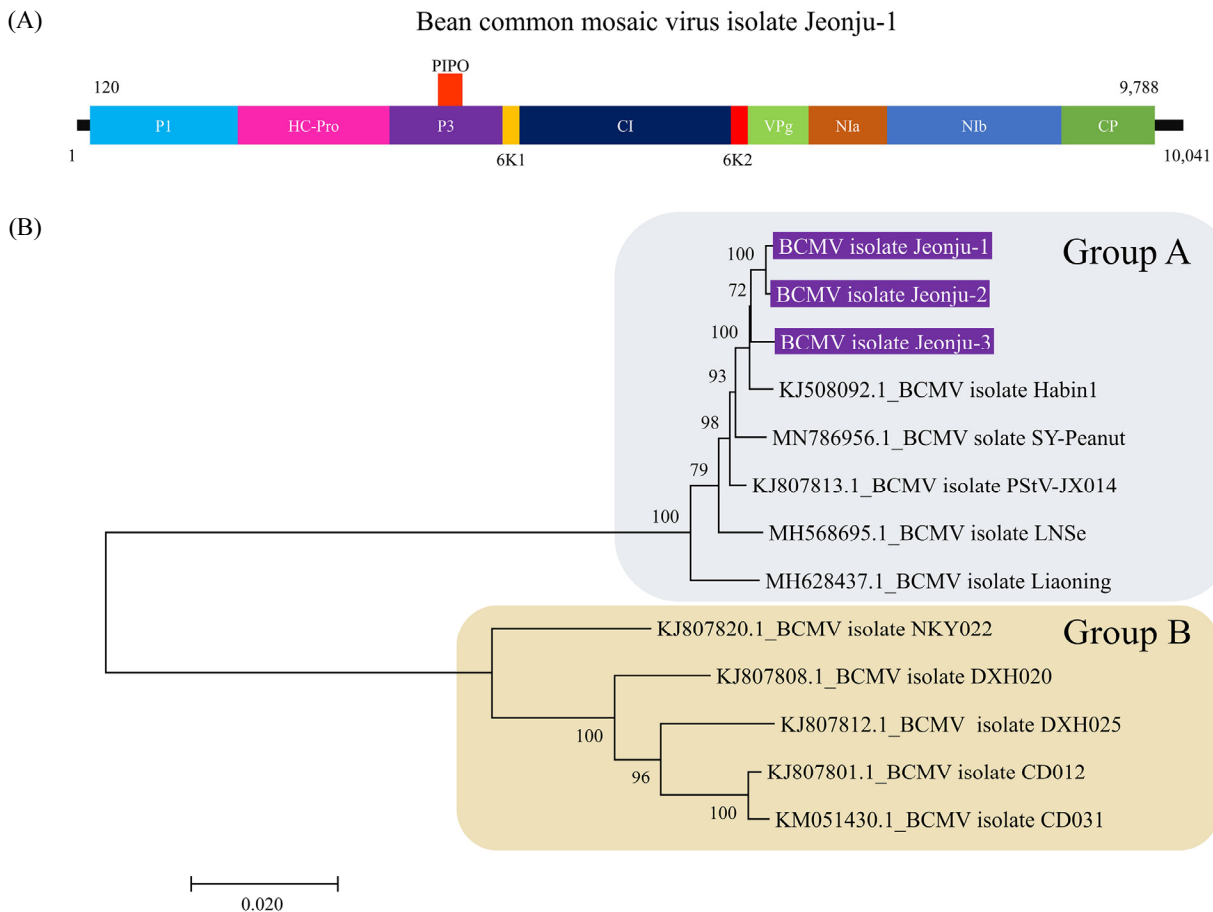 (A)
Bean common mosaic virus isolate Jeonju-1
PIPO
120
9,788
P1
HC-Pro
P3
CI
VPg
NIa
NIb
CP
1
6K1
6K2
10,041
(B)
Group A
BCMV isolate Jeonju-1
100
BCMV isolate Jeonju-2
72
BCMV isolate Jeonju-3
100
KJ508092.1_BCMV isolate Habin1
93
MN786956.1_BCMV solate SY-Peanut
98
KJ807813.1_BCMV isolate PStV-JX014
79
MH568695.1_BCMV isolate LNSe
100
MH628437.1_BCMV isolate Liaoning
Group B
KJ807820.1_BCMV isolate NKY022
KJ807808.1_BCMV isolate DXH020
100
KJ807812.1_BCMV isolate DXH025
96
KJ807801.1_BCMV isolate CD012
100
KM051430.1_BCMV isolate CD031
0.020